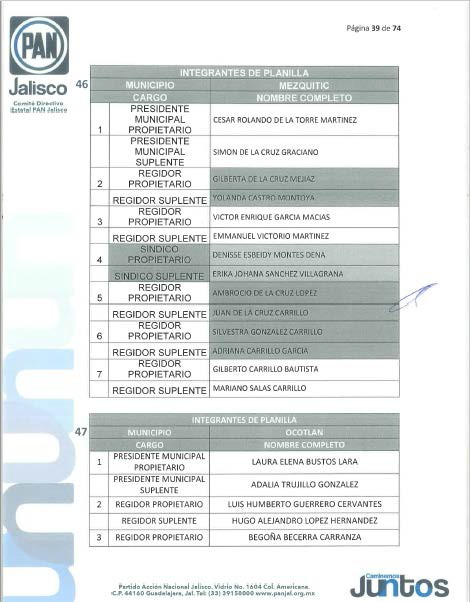 Página 39 de 74
PAN
Jalisco
Comité Directivo
Estatal PAN Jalisco
46
INTEGRANTES DE PLANILLA
MUNICIPIO MEZQUITIC
CARGO NOMBRE COMPLETO
1 PRESIDENTE MUNICIPAL PROPIETARIO CESAR ROLANDO DE LA TORRE MARTINEZ
PRESIDENTE MUNICIPAL SUPLENTE SIMON DE LA CRUZ GRACIANO
2 REGIDOR PROPIETARIO GILBERTA DE LA CRUZ MEJIAZ
REGIDOR SUPLENTE YOLANDA CASTRO MONTOYA
3 REGIDOR PROPIETARIO VICTOR ENRIQUE GARCIA MACIAS
REGIDOR SUPLENTE EMMANUEL VICTORIO MARTINEZ
4 SINDICO PROPIETARIO DENISSE ESBEIDY MONTES DENA
SINDICO SUPLENTE ERIKA JOHANA SANCHEZ VILLAGRANA
5 REGIDOR PROPIETARIO AMBROCIO DE LA CRUZ LOPEZ
REGIDOR SUPLENTE JUAN DE LA CRUZ CARRILLO
6 REGIDOR PROPIETARIO SILVESTRA GONZALEZ CARRILLO
REGIDOR SUPLENTE ADRIANA CARRILLO GARCIA
7 REGIDOR PROPIETARIO GILBERTO CARRILLO BAUTISTA
REGIDOR SUPLENTE MARIANO SALAS CARRILLO
47
INTEGRANTES DE PLANILLA
MUNICIPIO OCOTLAN
CARGO NOMBRE COMPLETO
1 PRESIDENTE MUNICIPAL PROPIETARIO LAURA ELENA BUSTOS LARA
PRESIDENTE MUNICIPAL SUPLENTE ADALIA TRUJILLO GONZALEZ
2 REGIDOR PROPIETARIO LUIS HUMBERTO GUERRERO CERVANTES
REGIDOR SUPLENTE HUGO ALEJANDRO LOPEZ HERNANDEZ
3 REGIDOR PROPIETARIO BEGOÑA BECERRA CARRANZA
Partido Acción Nacional Jalisco. Vidrio No. 1604 Col. Americana.
C.P. 44160 Guadalajara, Jal. Tel: (33) 39150000 www.panjal.org.mx
Caminemos
Juntos